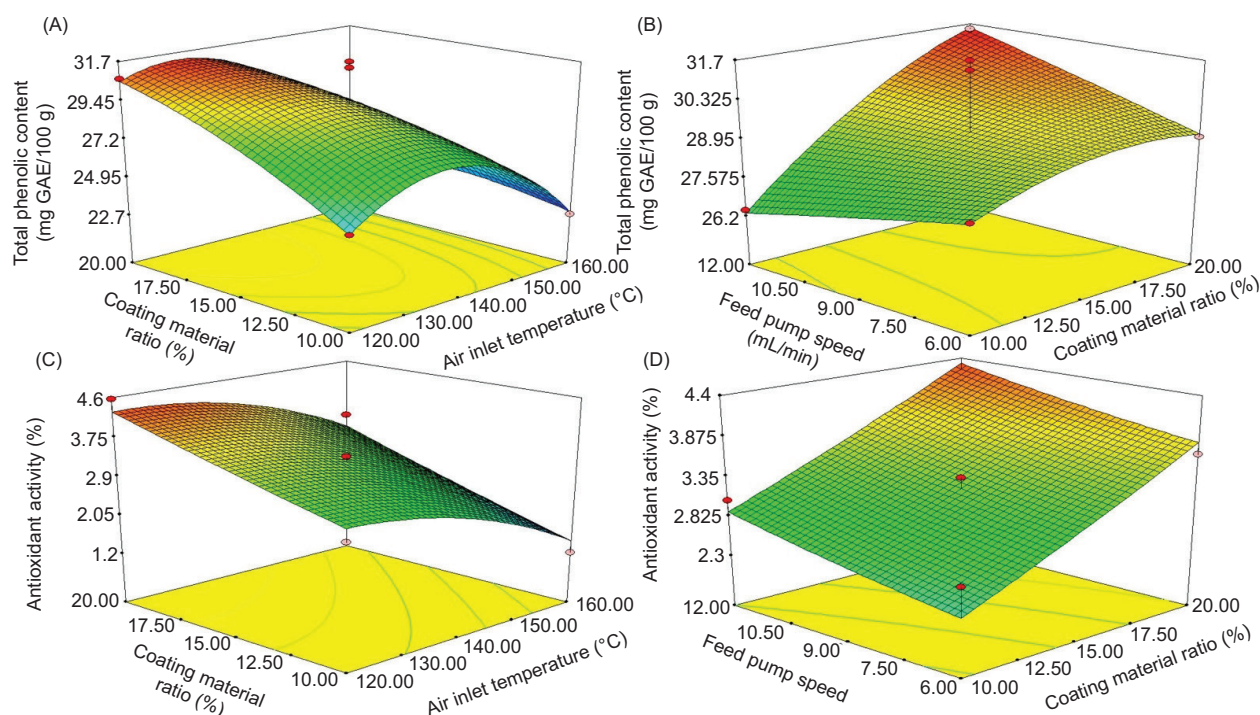 (A)
Total phenolic content
(mg GAE/100 g)
31.7
29.45
27.2
24.95
22.7
20.00
17.50
15.00
12.50
10.00
Coating material
ratio (%)
120.00
130.00
140.00
150.00
160.00
Air inlet temperature (°C)
(B)
Total phenolic content
(mg GAE/100 g)
31.7
30.325
28.95
27.575
26.2
12.00
10.50
9.00
7.50
6.00
Feed pump speed
(mL/min)
10.00
12.50
15.00
17.50
20.00
Coating material ratio (%)
(C)
Antioxidant activity (%)
4.6
3.75
2.9
2.05
1.2
20.00
17.50
15.00
12.50
10.00
Coating material
ratio (%)
120.00
130.00
140.00
150.00
160.00
Air inlet temperature (°C)
(D)
Antioxidant activity (%)
4.4
3.875
3.35
2.825
2.3
12.00
10.50
9.00
7.50
6.00
Feed pump speed
10.00
12.50
15.00
17.50
20.00
Coating material ratio (%)